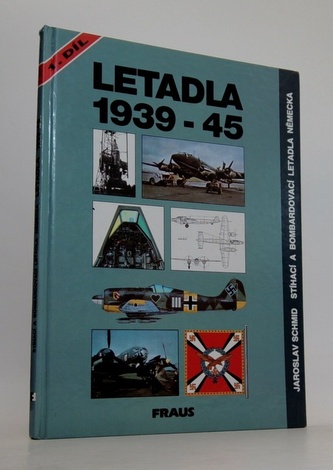 1. DÍL
LETADLA
1939 - 45
JAROSLAV SCHMID STÍHACÍ A BOMBARDOVACÍ LETADLA NĚMECKA
FRAUS